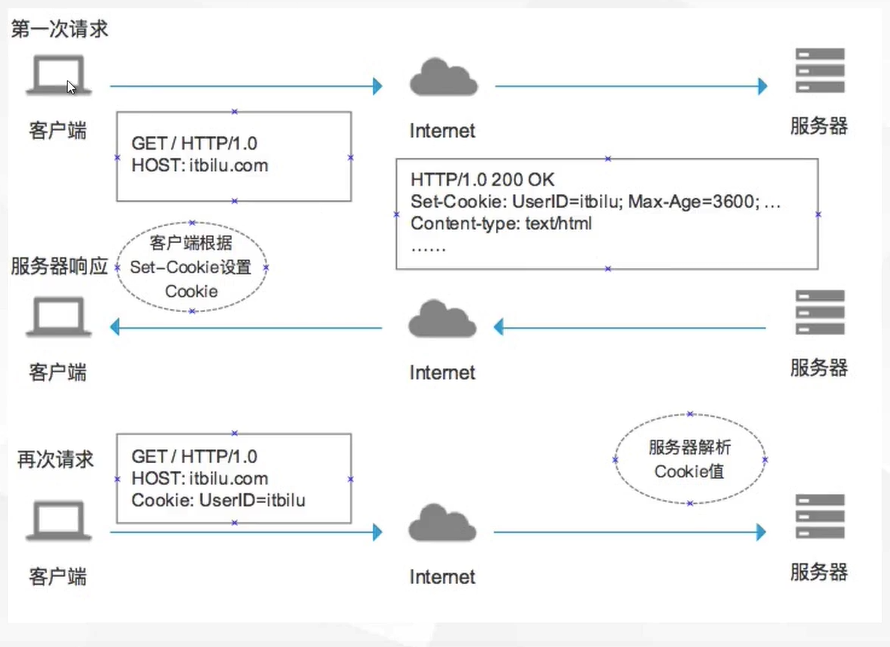 第一次请求
客户端
Internet
服务器
GET / HTTP/1.0
HOST: itbilu.com
HTTP/1.0 200 OK
Set-Cookie: UserID=itbilu; Max-Age=3600; …
Content-type: text/html
……
服务器响应
客户端根据
Set-Cookie设置
Cookie
客户端
Internet
服务器
再次请求
GET / HTTP/1.0
HOST: itbilu.com
Cookie: UserID=itbilu
服务器解析
Cookie值
客户端
Internet
服务器